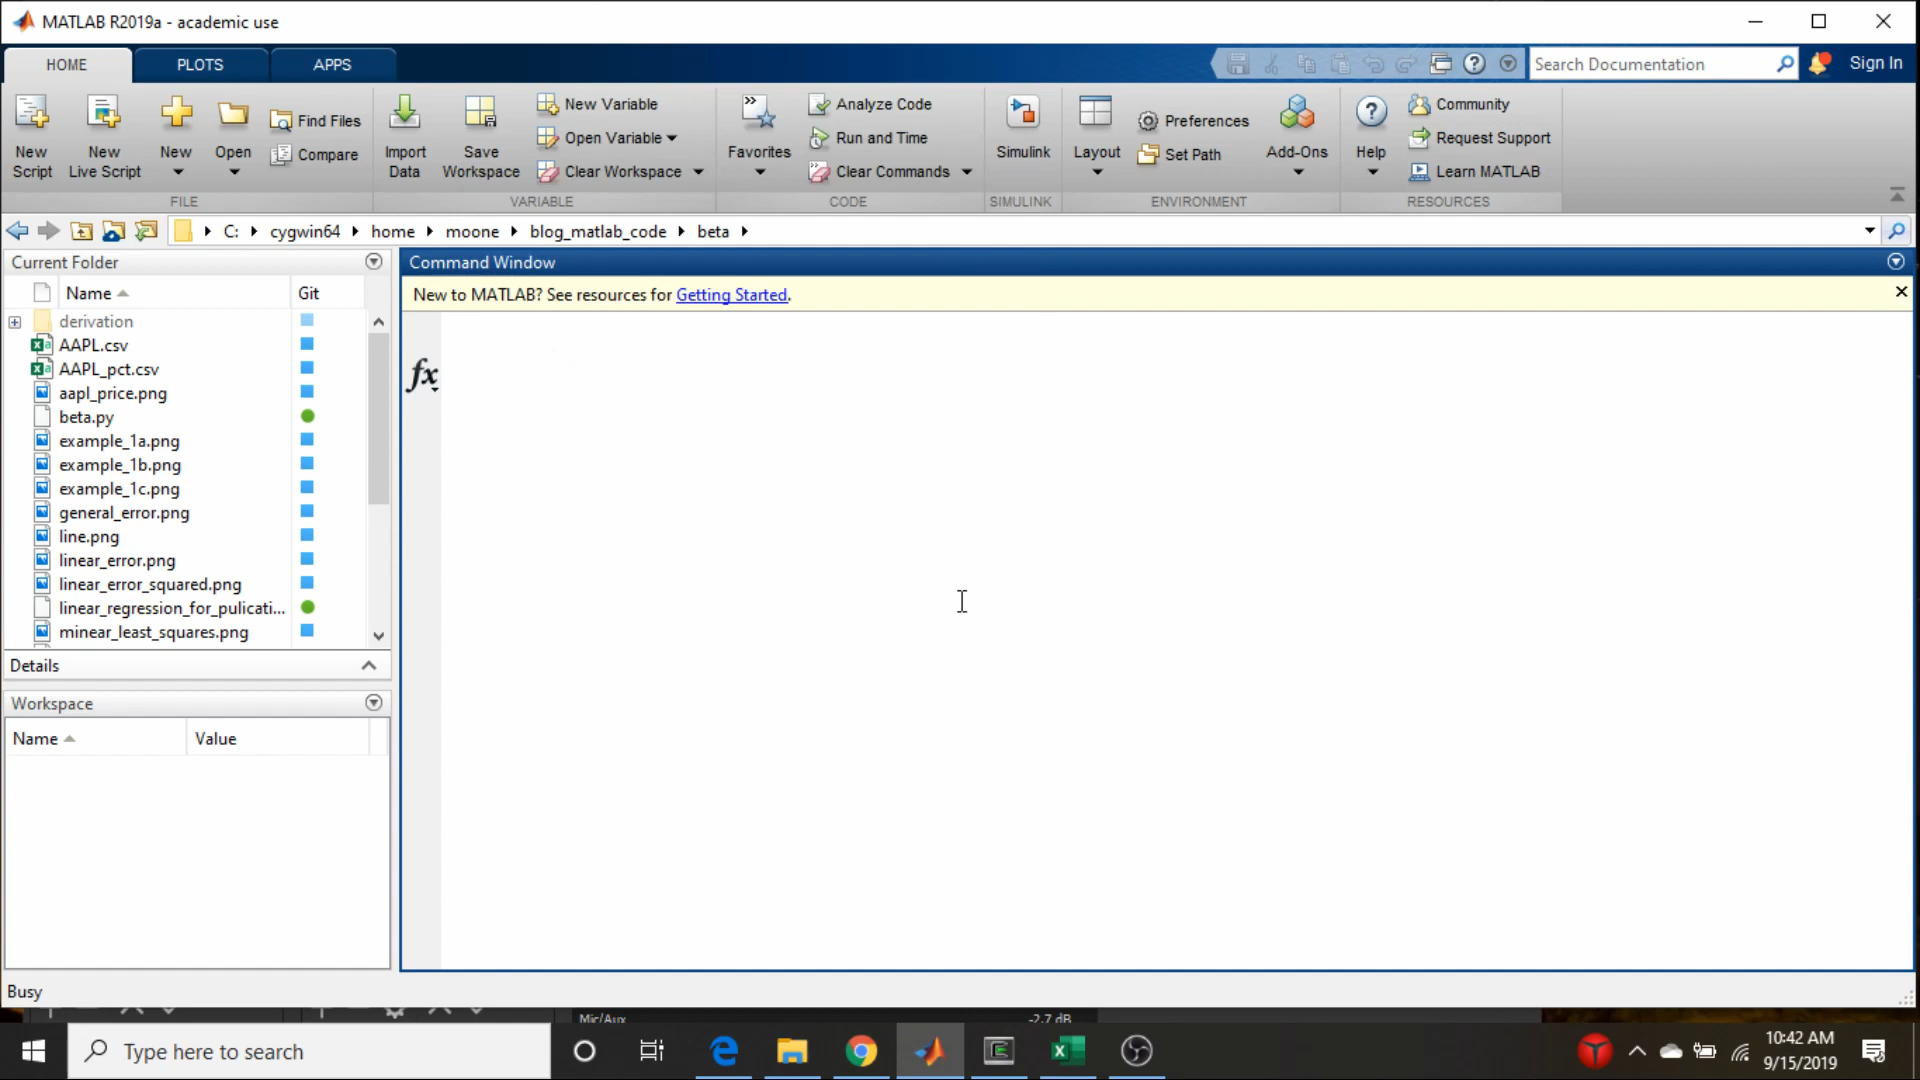 MATLAB R2019a - academic use
HOME PLOTS APPS
Search Documentation
Sign In
New Script
New Live Script
New
Open
Find Files
Compare
FILE
Import Data
Save Workspace
New Variable
Open Variable
Clear Workspace
VARIABLE
Favorites
Analyze Code
Run and Time
Clear Commands
CODE
Simulink
SIMULINK
Layout
Preferences
Set Path
Add-Ons
ENVIRONMENT
Help
Community
Request Support
Learn MATLAB
RESOURCES
C: cygwin64 home moone blog_matlab_code beta
Current Folder
Name Git
derivation
AAPL.csv
AAPL_pct.csv
aapl_price.png
beta.py
example_1a.png
example_1b.png
example_1c.png
general_error.png
line.png
linear_error.png
linear_error_squared.png
linear_regression_for_pulicati...
minear_least_squares.png
Details
Workspace
Name Value
Command Window
New to MATLAB? See resources for Getting Started.
fx
Busy
Mic/Aux -2.7 dB
Type here to search
10:42 AM
9/15/2019